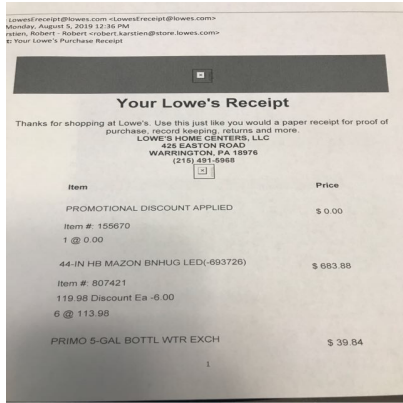 LowesEreceipt@lowes.com <LowesEreceipt@lowes.com>
Monday, August 5, 2019 12:36 PM
rstien, Robert - Robert <robert.karstien@store.lowes.com>
t: Your Lowe's Purchase Receipt
Your Lowe's Receipt
Thanks for shopping at Lowe's. Use this just like you would a paper receipt for proof of
purchase, record keeping, returns and more.
LOWE'S HOME CENTERS, LLC
425 EASTON ROAD
WARRINGTON, PA 18976
(215) 491-5968
Item Price
PROMOTIONAL DISCOUNT APPLIED $ 0.00
Item #: 155670
1 @ 0.00
44-IN HB MAZON BNHUG LED(-693726) $ 683.88
Item #: 807421
119.98 Discount Ea -6.00
6 @ 113.98
PRIMO 5-GAL BOTTL WTR EXCH $ 39.84
1